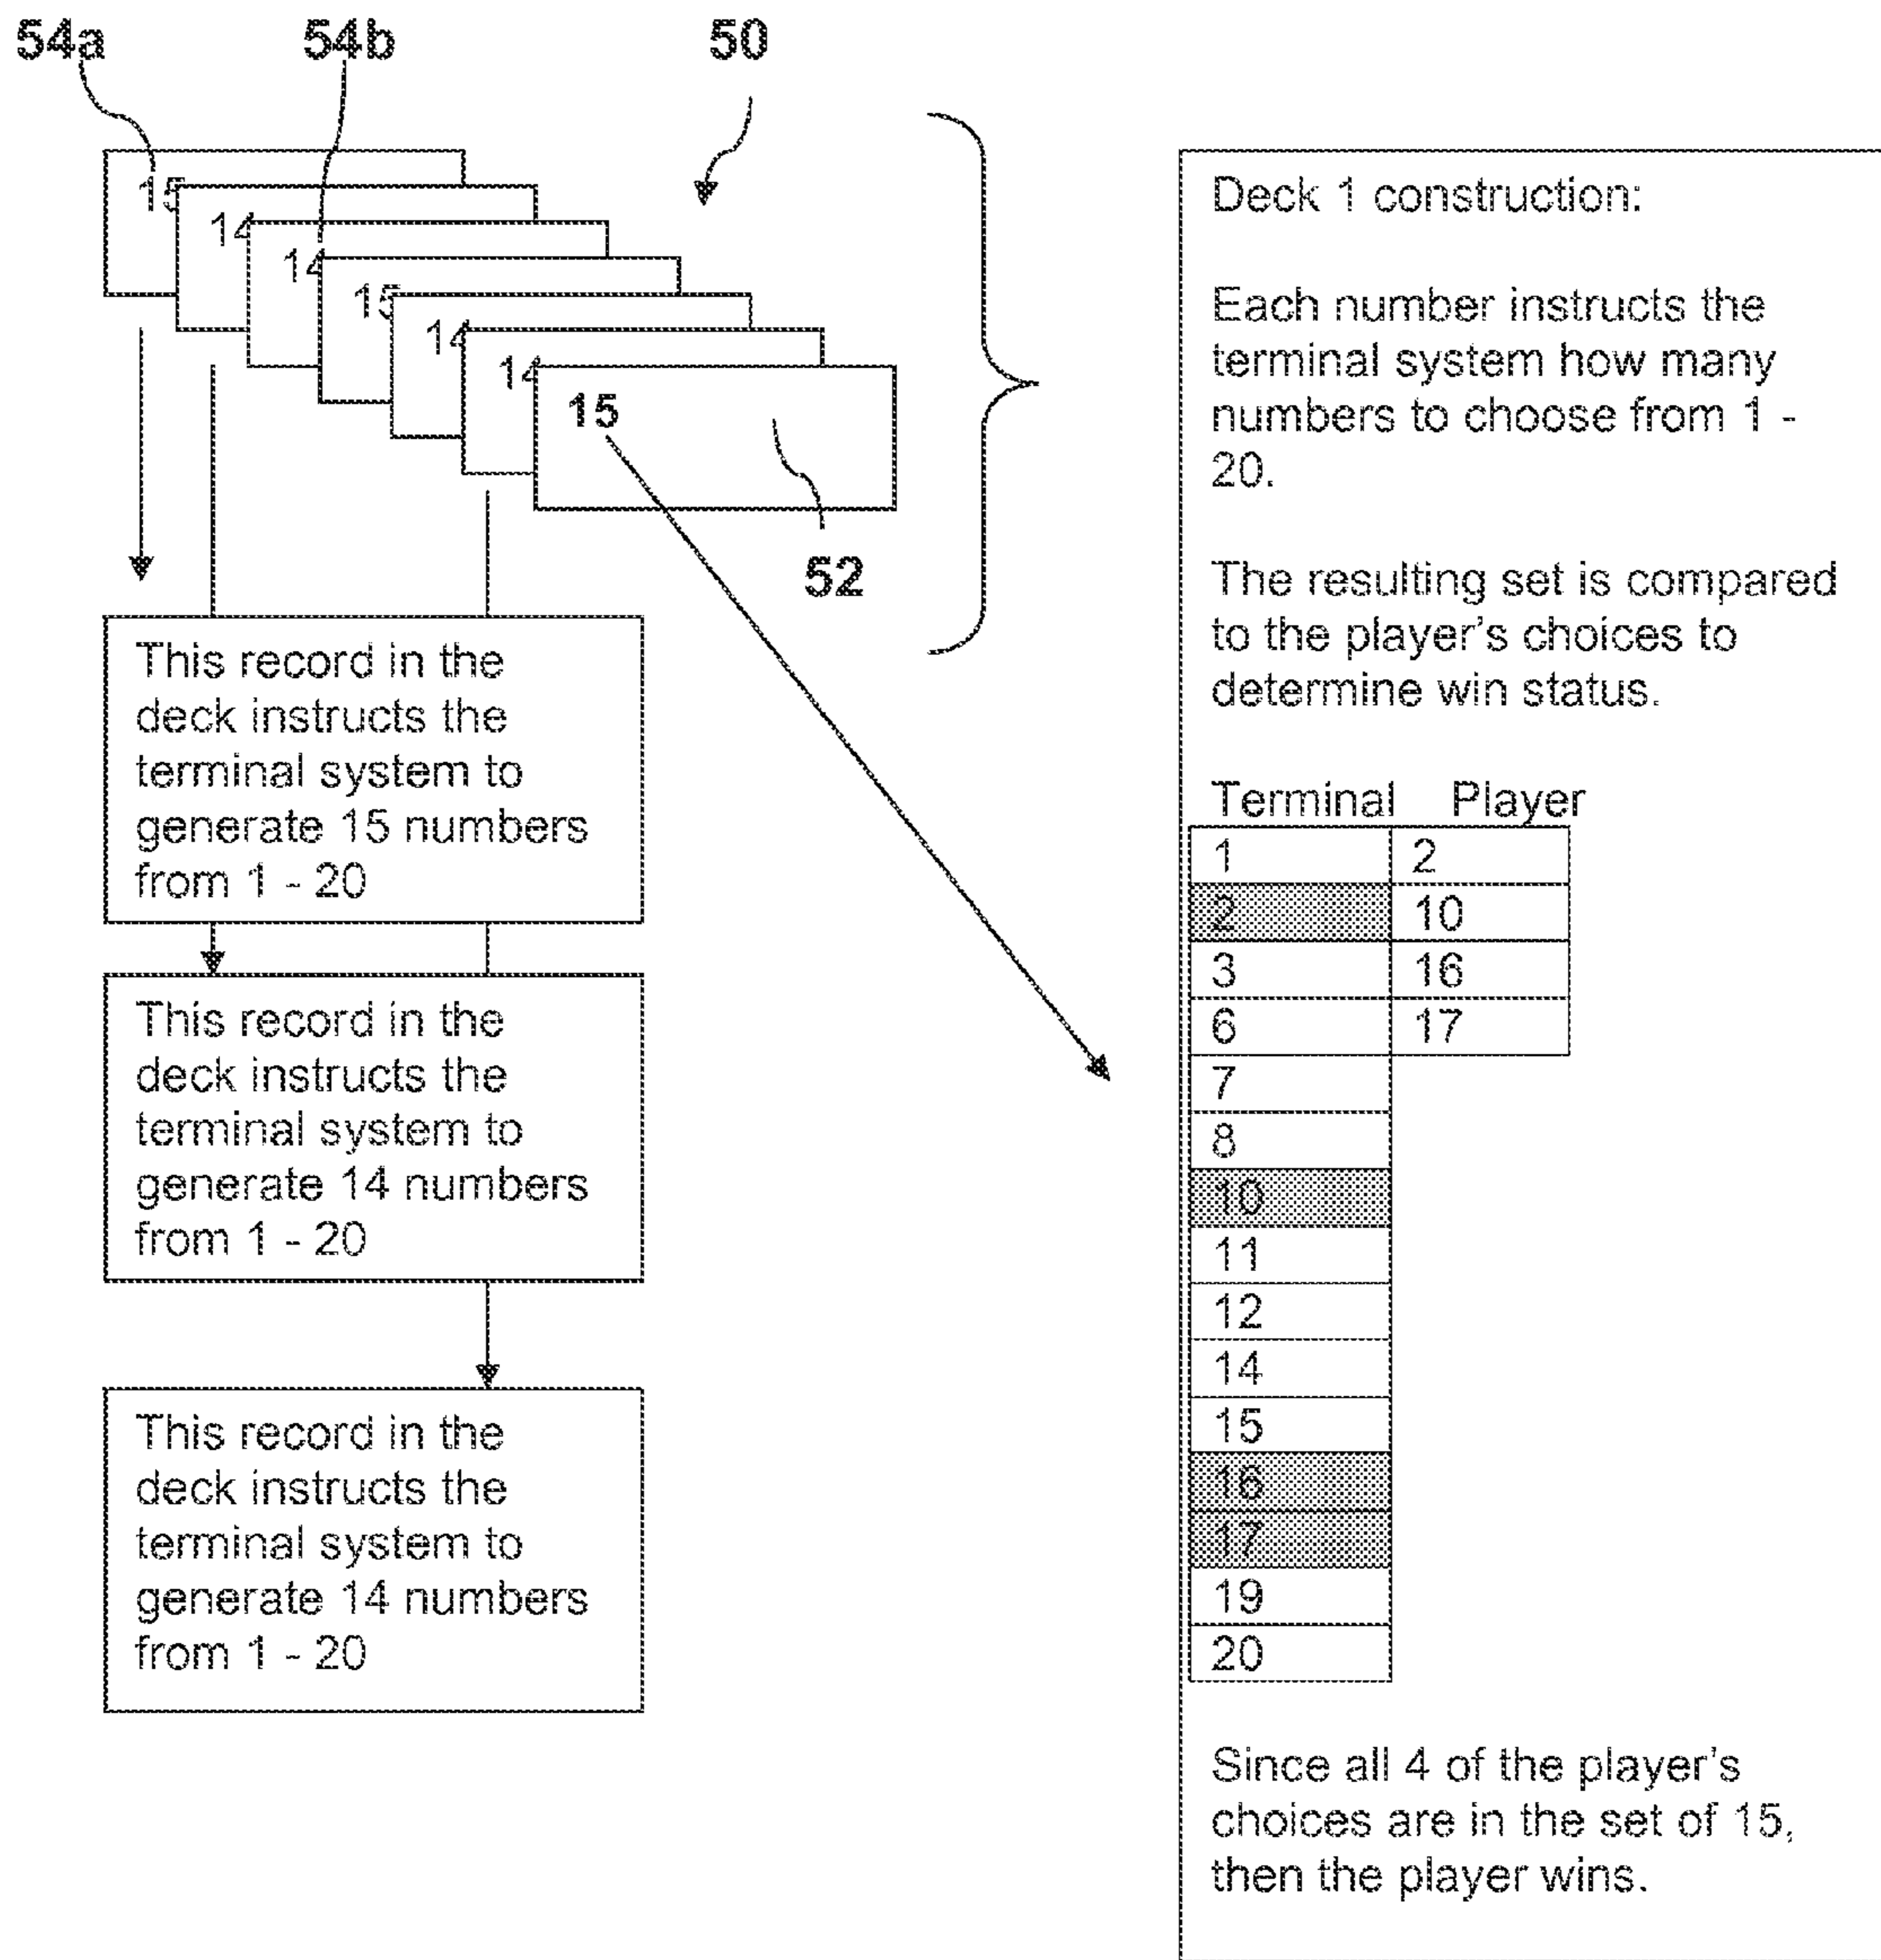 54a 54b 50
15
14
14
15
14
14
15
52
This record in the
deck instructs the
terminal system to
generate 15 numbers
from 1 - 20
This record in the
deck instructs the
terminal system to
generate 14 numbers
from 1 - 20
This record in the
deck instructs the
terminal system to
generate 14 numbers
from 1 - 20
Deck 1 construction:
Each number instructs the
terminal system how many
numbers to choose from 1 -
20.
The resulting set is compared
to the player's choices to
determine win status.
Terminal Player
1 2
2 10
3 16
6 17
7
8
10
11
12
14
15
16
17
19
20
Since all 4 of the player's
choices are in the set of 15,
then the player wins.